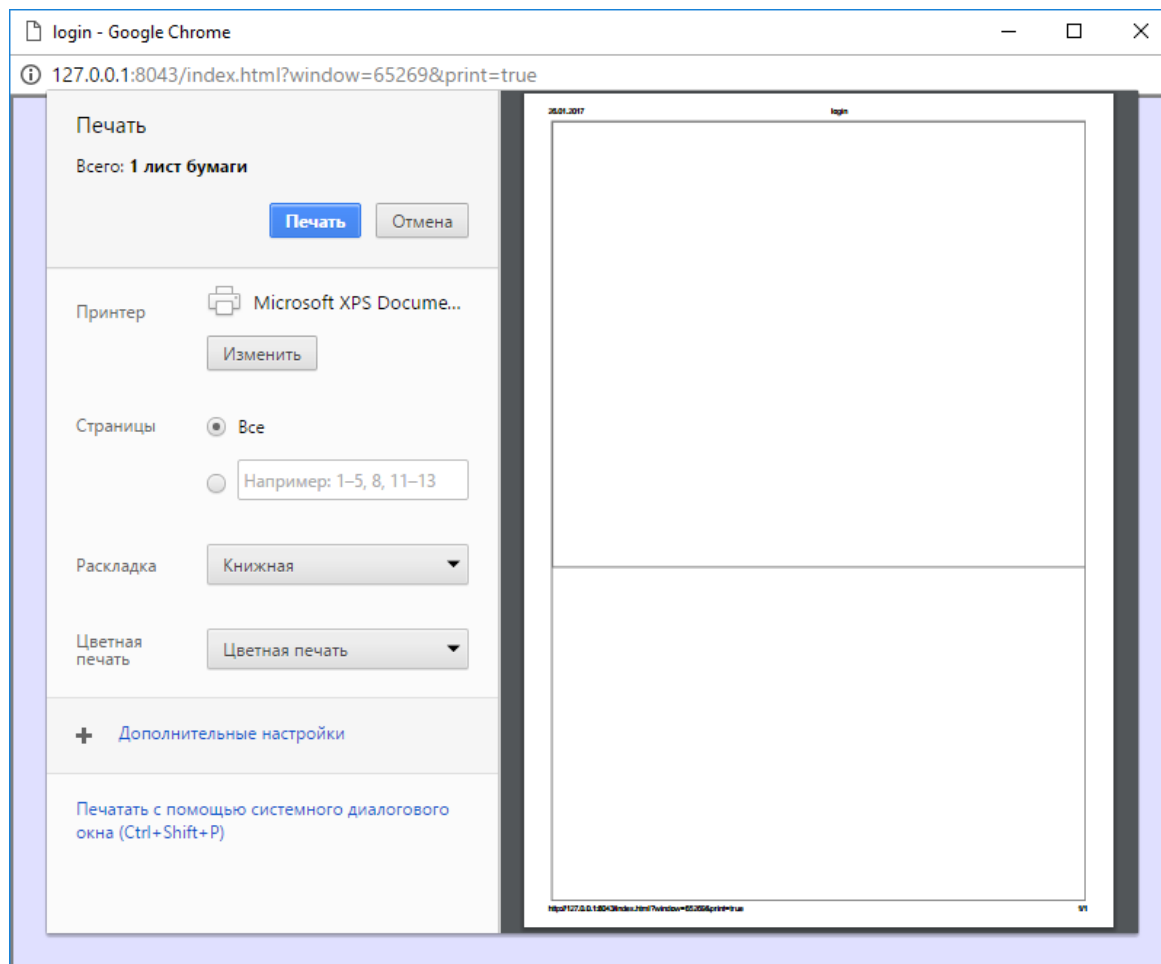 login - Google Chrome
127.0.0.1:8043/index.html?window=65269&print=true
Печать
Всего: 1 лист бумаги
Печать
Отмена
Принтер
Microsoft XPS Docume...
Изменить
Страницы
Все
Например: 1–5, 8, 11–13
Раскладка
Книжная
Цветная
печать
Цветная печать
Дополнительные настройки
Печатать с помощью системного диалогового
окна (Ctrl+Shift+P)
26.01.2017
login
http://127.0.0.1:8043/index.html?window=65269&print=true
1/1